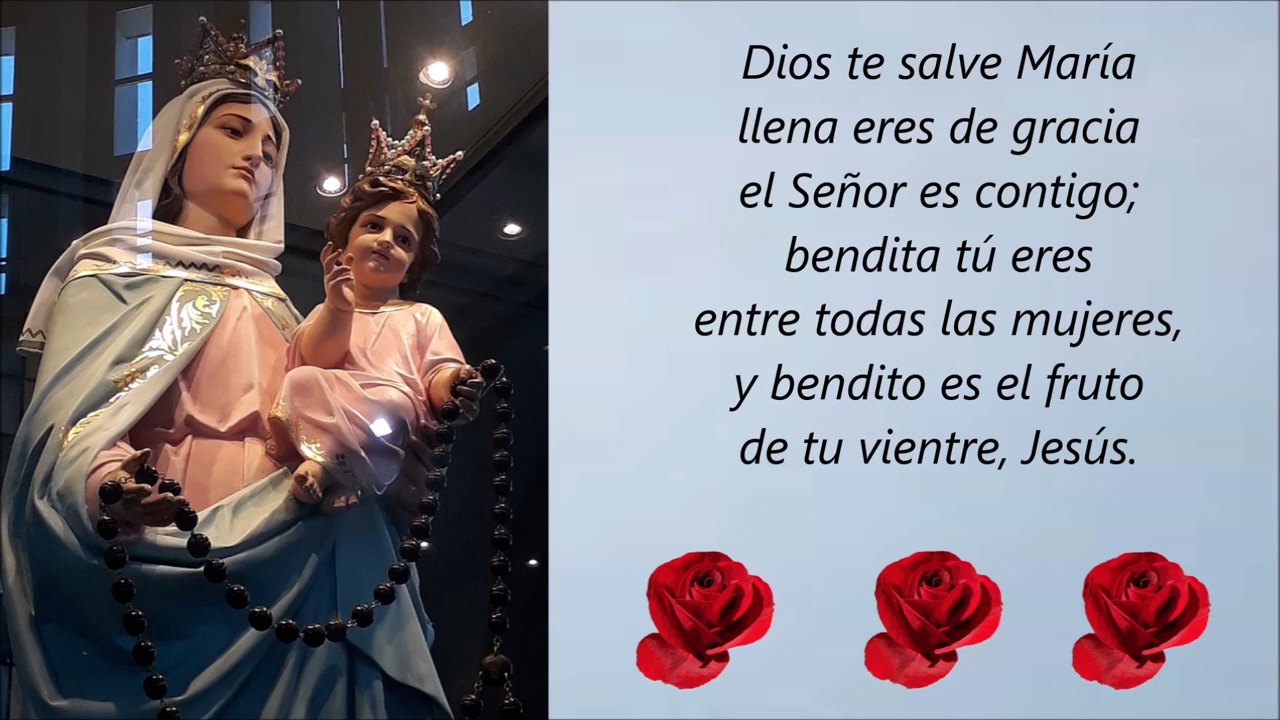 Dios te salve María
llena eres de gracia
el Señor es contigo;
bendita tú eres
entre todas las mujeres,
y bendito es el fruto
de tu vientre, Jesús.